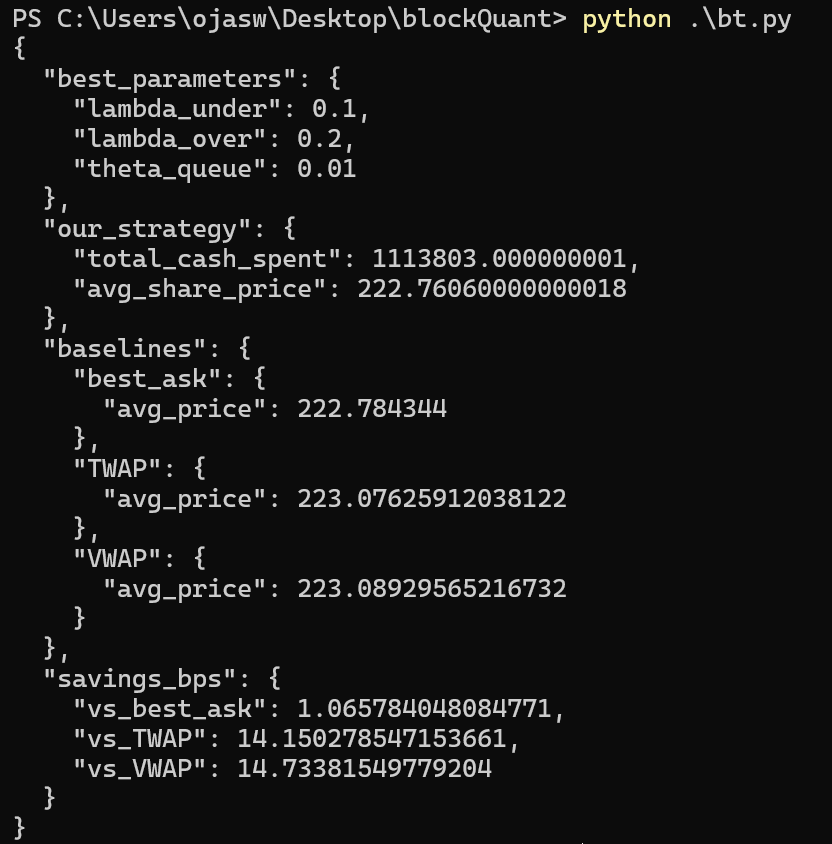 PS C:\Users\ojasw\Desktop\blockQuant> python .\bt.py
{
  "best_parameters": {
    "lambda_under": 0.1,
    "lambda_over": 0.2,
    "theta_queue": 0.01
  },
  "our_strategy": {
    "total_cash_spent": 1113803.000000001,
    "avg_share_price": 222.76060000000018
  },
  "baselines": {
    "best_ask": {
      "avg_price": 222.784344
    },
    "TWAP": {
      "avg_price": 223.07625912038122
    },
    "VWAP": {
      "avg_price": 223.08929565216732
    }
  },
  "savings_bps": {
    "vs_best_ask": 1.065784048084771,
    "vs_TWAP": 14.150278547153661,
    "vs_VWAP": 14.73381549779204
  }
}